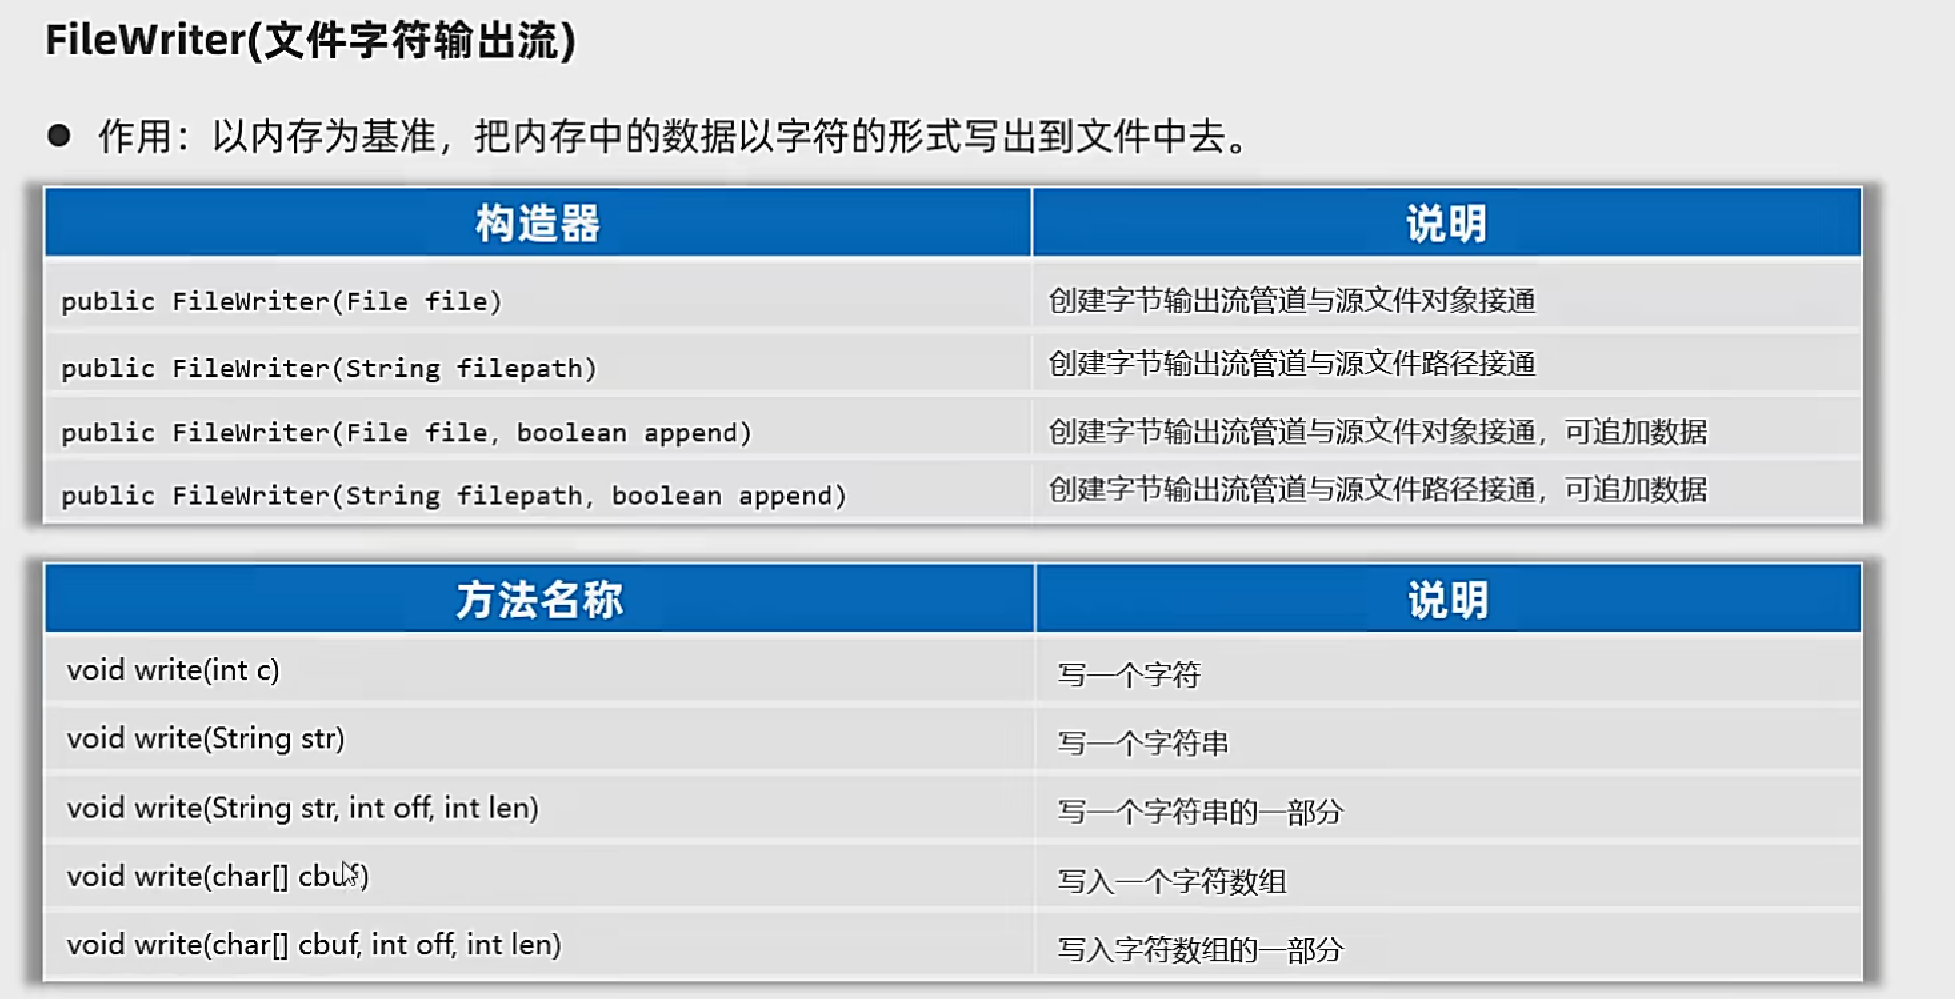 FileWriter(文件字符输出流)
● 作用：以内存为基准，把内存中的数据以字符的形式写出到文件中去。
构造器 说明
public FileWriter(File file) 创建字节输出流管道与源文件对象接通
public FileWriter(String filepath) 创建字节输出流管道与源文件路径接通
public FileWriter(File file, boolean append) 创建字节输出流管道与源文件对象接通，可追加数据
public FileWriter(String filepath, boolean append) 创建字节输出流管道与源文件路径接通，可追加数据
方法名称 说明
void write(int c) 写一个字符
void write(String str) 写一个字符串
void write(String str, int off, int len) 写一个字符串的一部分
void write(char[] cbuf) 写入一个字符数组
void write(char[] cbuf, int off, int len) 写入字符数组的一部分